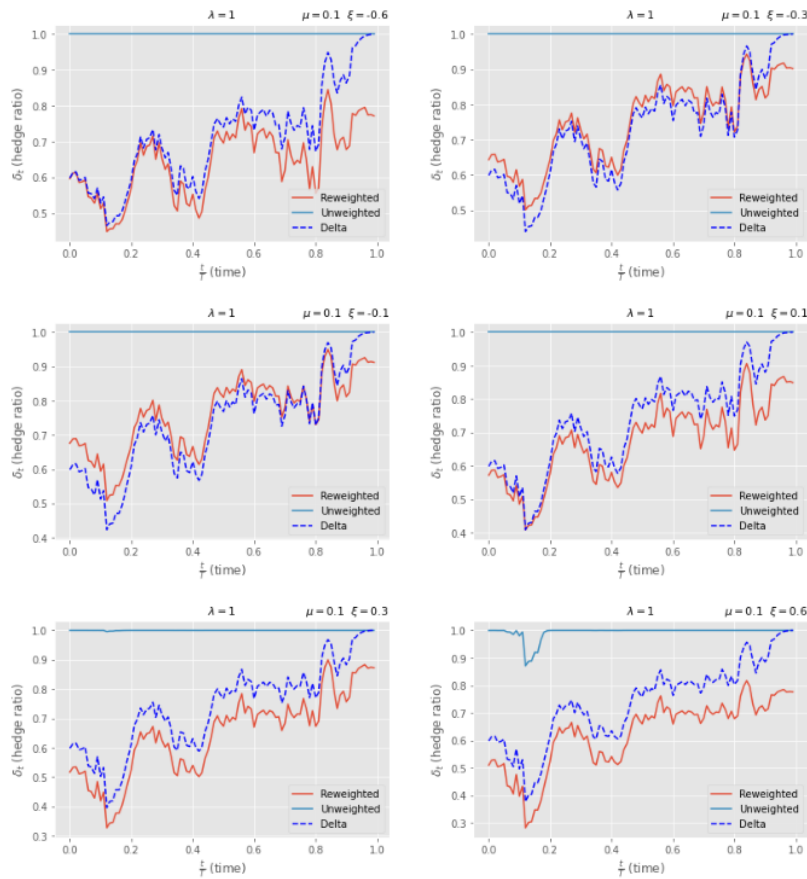 λ = 1 μ = 0.1 ξ = -0.6
δt (hedge ratio)
1.0
0.9
0.8
0.7
0.6
0.5
Reweighted
Unweighted
Delta
0.0 0.2 0.4 0.6 0.8 1.0
t/T (time)
λ = 1 μ = 0.1 ξ = -0.3
δt (hedge ratio)
1.0
0.9
0.8
0.7
0.6
0.5
Reweighted
Unweighted
Delta
0.0 0.2 0.4 0.6 0.8 1.0
t/T (time)
λ = 1 μ = 0.1 ξ = -0.1
δt (hedge ratio)
1.0
0.9
0.8
0.7
0.6
0.5
0.4
Reweighted
Unweighted
Delta
0.0 0.2 0.4 0.6 0.8 1.0
t/T (time)
λ = 1 μ = 0.1 ξ = 0.1
δt (hedge ratio)
1.0
0.9
0.8
0.7
0.6
0.5
0.4
Reweighted
Unweighted
Delta
0.0 0.2 0.4 0.6 0.8 1.0
t/T (time)
λ = 1 μ = 0.1 ξ = 0.3
δt (hedge ratio)
1.0
0.9
0.8
0.7
0.6
0.5
0.4
0.3
Reweighted
Unweighted
Delta
0.0 0.2 0.4 0.6 0.8 1.0
t/T (time)
λ = 1 μ = 0.1 ξ = 0.6
δt (hedge ratio)
1.0
0.9
0.8
0.7
0.6
0.5
0.4
0.3
Reweighted
Unweighted
Delta
0.0 0.2 0.4 0.6 0.8 1.0
t/T (time)